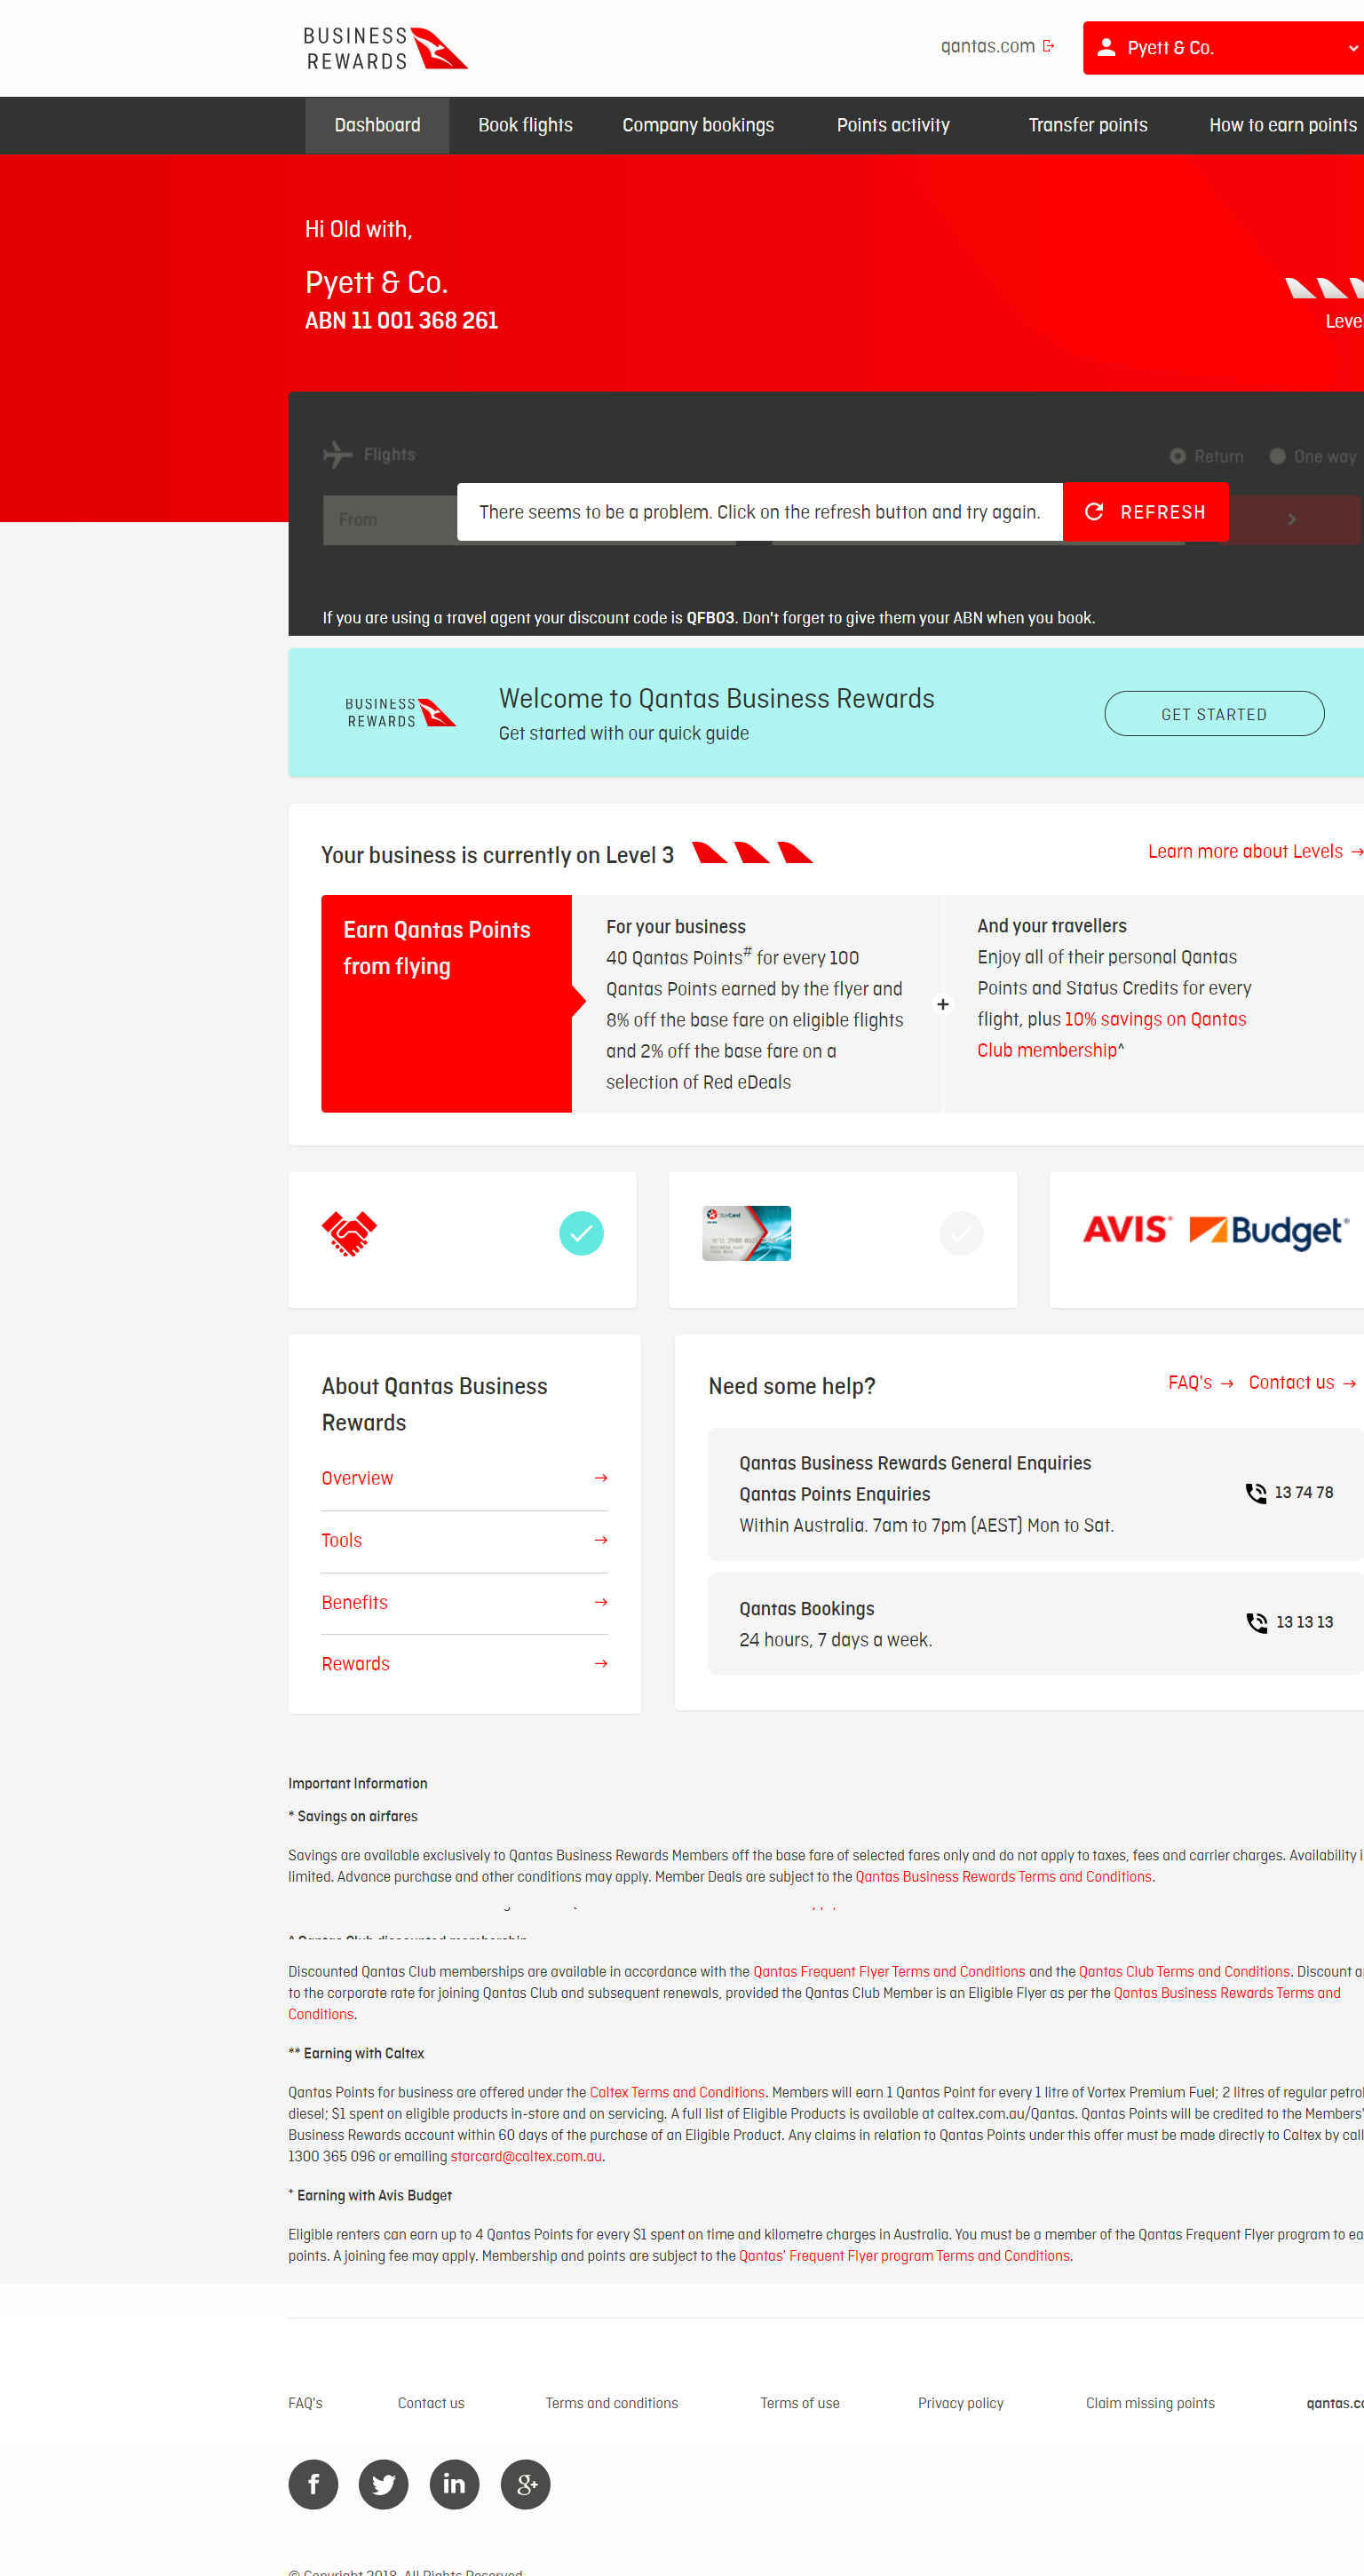 BUSINESS
REWARDS
qantas.com
Pyett & Co.
Dashboard
Book flights
Company bookings
Points activity
Transfer points
How to earn points
Hi Old with,
Pyett & Co.
ABN 11 001 368 261
Leve
Flights
Return
One way
From
There seems to be a problem. Click on the refresh button and try again.
REFRESH
If you are using a travel agent your discount code is QFB03. Don't forget to give them your ABN when you book.
BUSINESS
REWARDS
Welcome to Qantas Business Rewards
Get started with our quick guide
GET STARTED
Your business is currently on Level 3
Learn more about Levels →
Earn Qantas Points
from flying
For your business
40 Qantas Points# for every 100
Qantas Points earned by the flyer and
8% off the base fare on eligible flights
and 2% off the base fare on a
selection of Red eDeals
+
And your travellers
Enjoy all of their personal Qantas
Points and Status Credits for every
flight, plus 10% savings on Qantas
Club membership^
StarCard
AVIS
Budget
About Qantas Business
Rewards
Overview →
Tools →
Benefits →
Rewards →
Need some help?
FAQ's →
Contact us →
Qantas Business Rewards General Enquiries
Qantas Points Enquiries
Within Australia. 7am to 7pm (AEST) Mon to Sat.
13 74 78
Qantas Bookings
24 hours, 7 days a week.
13 13 13
Important Information
* Savings on airfares
Savings are available exclusively to Qantas Business Rewards Members off the base fare of selected fares only and do not apply to taxes, fees and carrier charges. Availability i
limited. Advance purchase and other conditions may apply. Member Deals are subject to the Qantas Business Rewards Terms and Conditions.
^ Qantas Club discounted membership
Discounted Qantas Club memberships are available in accordance with the Qantas Frequent Flyer Terms and Conditions and the Qantas Club Terms and Conditions. Discount a
to the corporate rate for joining Qantas Club and subsequent renewals, provided the Qantas Club Member is an Eligible Flyer as per the Qantas Business Rewards Terms and
Conditions.
** Earning with Caltex
Qantas Points for business are offered under the Caltex Terms and Conditions. Members will earn 1 Qantas Point for every 1 litre of Vortex Premium Fuel; 2 litres of regular petrol
diesel; $1 spent on eligible products in-store and on servicing. A full list of Eligible Products is available at caltex.com.au/Qantas. Qantas Points will be credited to the Members'
Business Rewards account within 60 days of the purchase of an Eligible Product. Any claims in relation to Qantas Points under this offer must be made directly to Caltex by call
1300 365 096 or emailing starcard@caltex.com.au.
+ Earning with Avis Budget
Eligible renters can earn up to 4 Qantas Points for every $1 spent on time and kilometre charges in Australia. You must be a member of the Qantas Frequent Flyer program to ea
points. A joining fee may apply. Membership and points are subject to the Qantas' Frequent Flyer program Terms and Conditions.
FAQ's
Contact us
Terms and conditions
Terms of use
Privacy policy
Claim missing points
qantas.co
f
in
g+
© Copyright 2018. All Rights Reserved